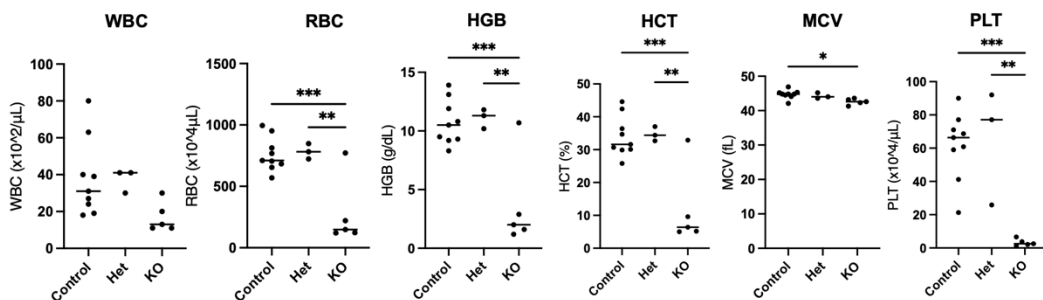 WBC
WBC (x10^2/μL)
100
80
60
40
20
0
Control
Het
KO
RBC
RBC (x10^4μL)
1500
1000
500
0
***
**
Control
Het
KO
HGB
HGB (g/dL)
15
10
5
0
***
**
Control
Het
KO
HCT
HCT (%)
50
40
30
20
10
0
***
**
Control
Het
KO
MCV
MCV (fL)
50
40
30
20
10
0
*
Control
Het
KO
PLT
PLT (x10^4/μL)
100
80
60
40
20
0
***
**
Control
Het
KO